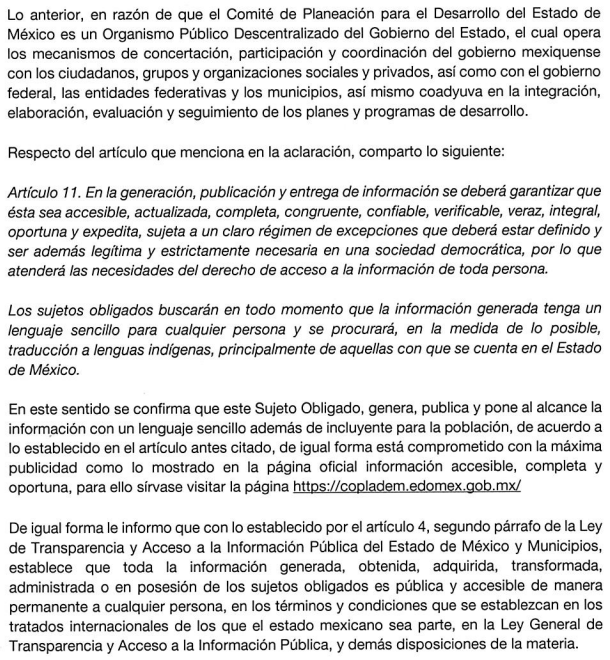 Lo anterior, en razón de que el Comité de Planeación para el Desarrollo del Estado de
México es un Organismo Público Descentralizado del Gobierno del Estado, el cual opera
los mecanismos de concertación, participación y coordinación del gobierno mexiquense
con los ciudadanos, grupos y organizaciones sociales y privados, así como con el gobierno
federal, las entidades federativas y los municipios, así mismo coadyuva en la integración,
elaboración, evaluación y seguimiento de los planes y programas de desarrollo.
Respecto del artículo que menciona en la aclaración, comparto lo siguiente:
Artículo 11. En la generación, publicación y entrega de información se deberá garantizar que
ésta sea accesible, actualizada, completa, congruente, confiable, verificable, veraz, integral,
oportuna y expedita, sujeta a un claro régimen de excepciones que deberá estar definido y
ser además legítima y estrictamente necesaria en una sociedad democrática, por lo que
atenderá las necesidades del derecho de acceso a la información de toda persona.
Los sujetos obligados buscarán en todo momento que la información generada tenga un
lenguaje sencillo para cualquier persona y se procurará, en la medida de lo posible,
traducción a lenguas indígenas, principalmente de aquellas con que se cuenta en el Estado
de México.
En este sentido se confirma que este Sujeto Obligado, genera, publica y pone al alcance la
información con un lenguaje sencillo además de incluyente para la población, de acuerdo a
lo establecido en el artículo antes citado, de igual forma está comprometido con la máxima
publicidad como lo mostrado en la página oficial información accesible, completa y
oportuna, para ello sírvase visitar la página https://copladem.edomex.gob.mx/
De igual forma le informo que con lo establecido por el artículo 4, segundo párrafo de la Ley
de Transparencia y Acceso a la Información Pública del Estado de México y Municipios,
establece que toda la información generada, obtenida, adquirida, transformada,
administrada o en posesión de los sujetos obligados es pública y accesible de manera
permanente a cualquier persona, en los términos y condiciones que se establezcan en los
tratados internacionales de los que el estado mexicano sea parte, en la Ley General de
Transparencia y Acceso a la Información Pública, y demás disposiciones de la materia.